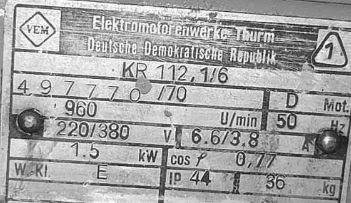 VEM Elektromotorenwerke Thurm 1
Deutsche Demokratische Republik
KR 112,1/6
497770/70 D Mot.
960 U/min 50 Hz
220/380 V 6.6/3.8 A
1.5 kW cos φ 0,77
W.-Kl. E IP 44 36 kg